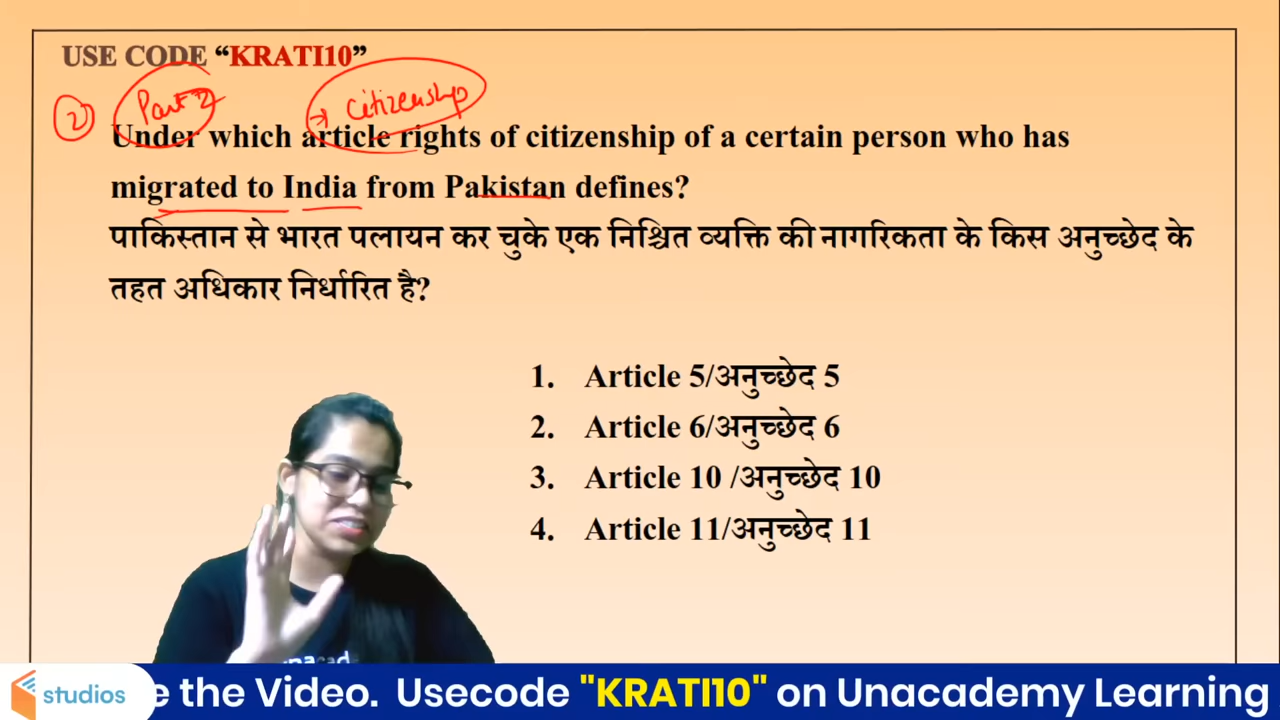 USE CODE “KRATI10”
2
Part 2
→ Citizenship
Under which article rights of citizenship of a certain person who has
migrated to India from Pakistan defines?
पाकिस्तान से भारत पलायन कर चुके एक निश्चित व्यक्ति की नागरिकता के किस अनुच्छेद के
तहत अधिकार निर्धारित है?
1. Article 5/अनुच्छेद 5
2. Article 6/अनुच्छेद 6
3. Article 10 /अनुच्छेद 10
4. Article 11/अनुच्छेद 11
studios
e the Video. Usecode "KRATI10" on Unacademy Learning